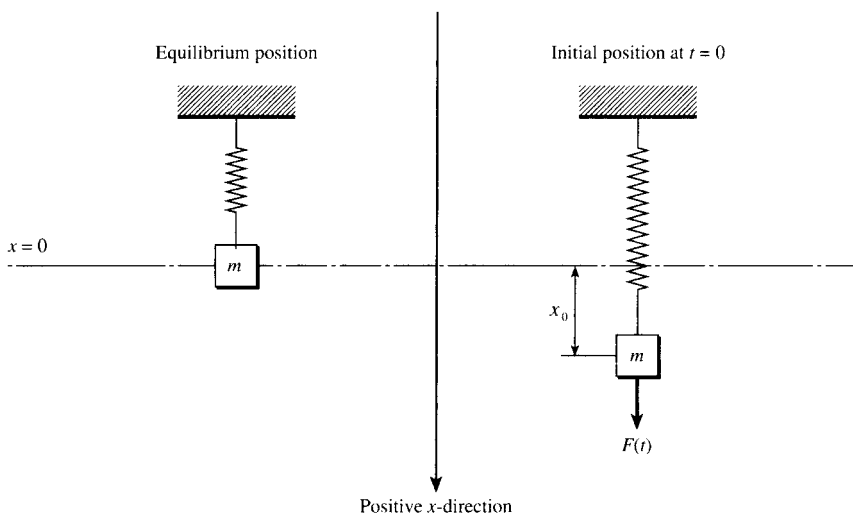 Equilibrium position
Initial position at t = 0
x = 0
m
x₀
m
F(t)
Positive x-direction